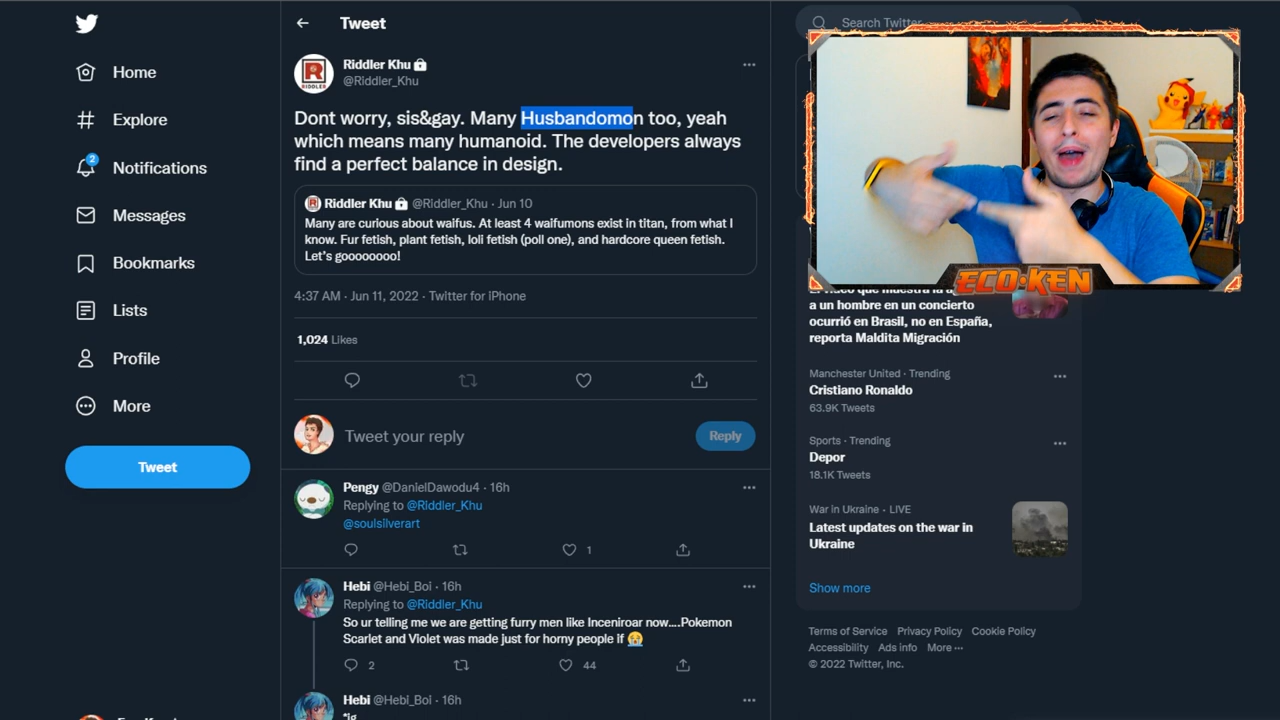 Home
Explore
2
Notifications
Messages
Bookmarks
Lists
Profile
More
Tweet
Tweet
Riddler Khu
@Riddler_Khu
R
RIDDLER
Dont worry, sis&gay. Many Husbandomon too, yeah
which means many humanoid. The developers always
find a perfect balance in design.
Riddler Khu @Riddler_Khu · Jun 10
Many are curious about waifus. At least 4 waifumons exist in titan, from what I
know. Fur fetish, plant fetish, loli fetish (poll one), and hardcore queen fetish.
Let's goooooooo!
4:37 AM · Jun 11, 2022 · Twitter for iPhone
1,024 Likes
Tweet your reply
Reply
Pengy @DanielDawodu4 · 16h
Replying to @Riddler_Khu
@soulsilverart
1
Hebi @Hebi_Boi · 16h
Replying to @Riddler_Khu
So ur telling me we are getting furry men like Inceniroar now....Pokemon
Scarlet and Violet was made just for horny people if 😭
2
44
Hebi @Hebi_Boi · 16h
*ig
Search Twitter
ECO-KEN
a un hombre en un concierto
ocurrió en Brasil, no en España,
reporta Maldita Migración
Manchester United · Trending
Cristiano Ronaldo
63.9K Tweets
Sports · Trending
Depor
18.1K Tweets
War in Ukraine · LIVE
Latest updates on the war in
Ukraine
Show more
Terms of Service Privacy Policy Cookie Policy
Accessibility Ads info More ···
© 2022 Twitter, Inc.